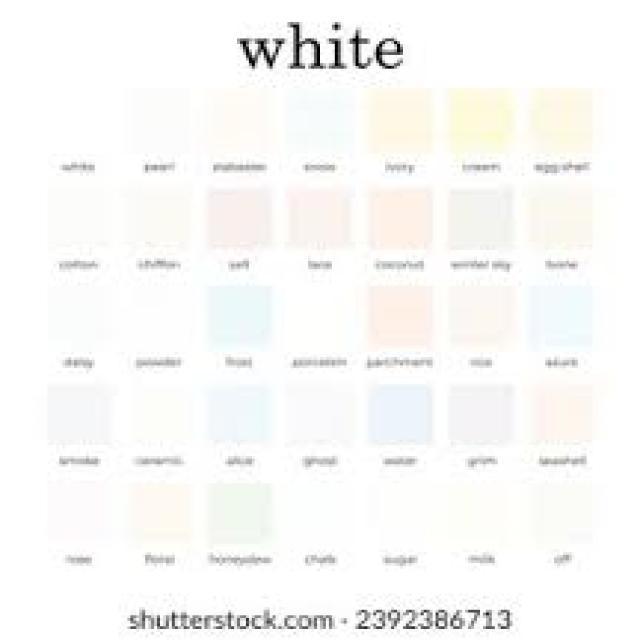 white
white pearl alabaster snow ivory cream eggshell
cotton chiffon salt lace coconut winter sky bone
daisy powder frost porcelain parchment rice azure
smoke ceramic alice ghost water grim seashell
rose floral honeydew chalk sugar milk off
shutterstock.com · 2392386713